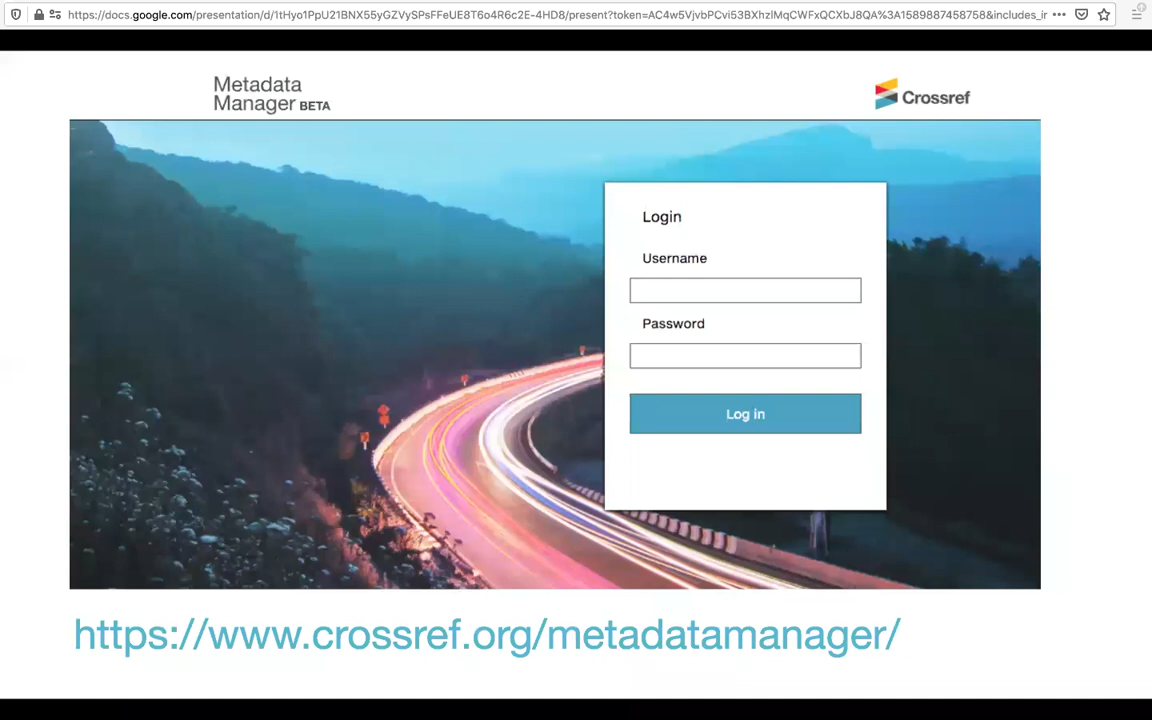 https://docs.google.com/presentation/d/1tHyo1PpU21BNX55yGZVySPsFFeUE8T6o4R6c2E-4HD8/present?token=AC4w5VjvbPCvi53BXhzlMqCWFxQCXbJ8QA%3A1589887458758&includes_ir
Metadata
Manager BETA
Crossref
Login
Username
Password
Log in
https://www.crossref.org/metadatamanager/